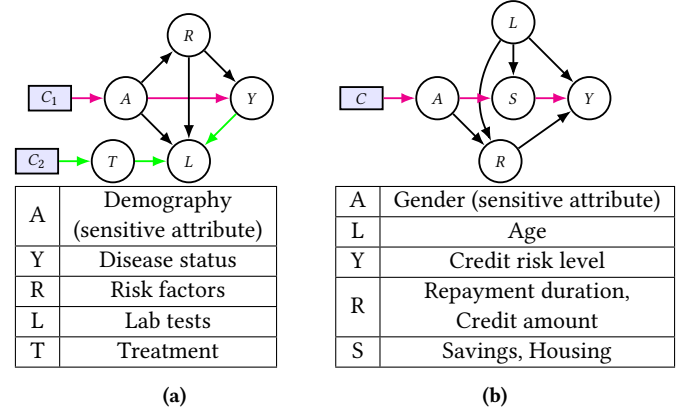 R
C1 A Y
C2 T L
A Demography
(sensitive attribute)
Y Disease status
R Risk factors
L Lab tests
T Treatment
(a)
L
C A S Y
R
A Gender (sensitive attribute)
L Age
Y Credit risk level
R Repayment duration,
Credit amount
S Savings, Housing
(b)